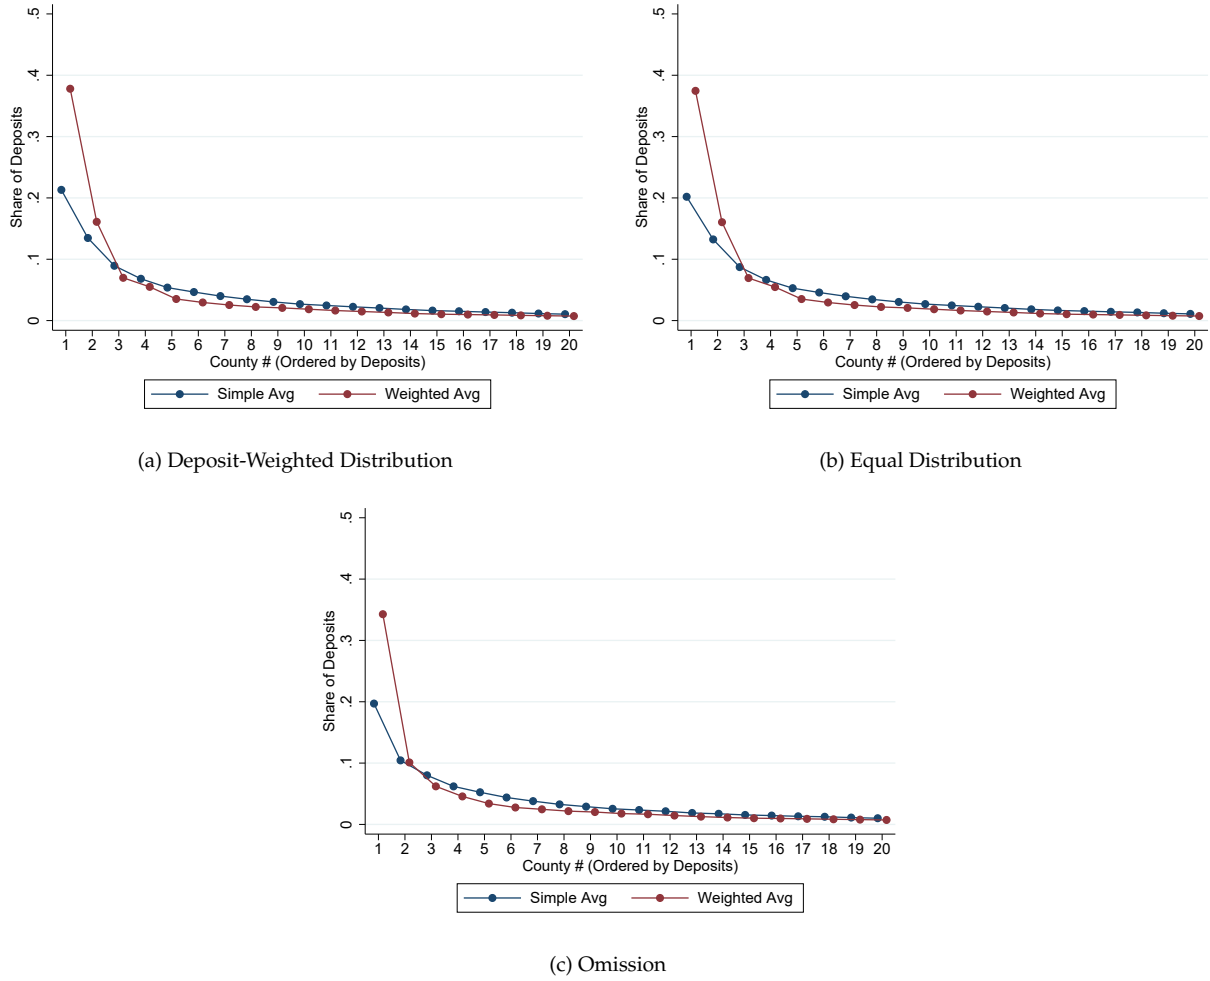 .5
.4
.3
.2
.1
0
Share of Deposits
1 2 3 4 5 6 7 8 9 10 11 12 13 14 15 16 17 18 19 20
County # (Ordered by Deposits)
Simple Avg Weighted Avg
(a) Deposit-Weighted Distribution
.5
.4
.3
.2
.1
0
Share of Deposits
1 2 3 4 5 6 7 8 9 10 11 12 13 14 15 16 17 18 19 20
County # (Ordered by Deposits)
Simple Avg Weighted Avg
(b) Equal Distribution
.5
.4
.3
.2
.1
0
Share of Deposits
1 2 3 4 5 6 7 8 9 10 11 12 13 14 15 16 17 18 19 20
County # (Ordered by Deposits)
Simple Avg Weighted Avg
(c) Omission